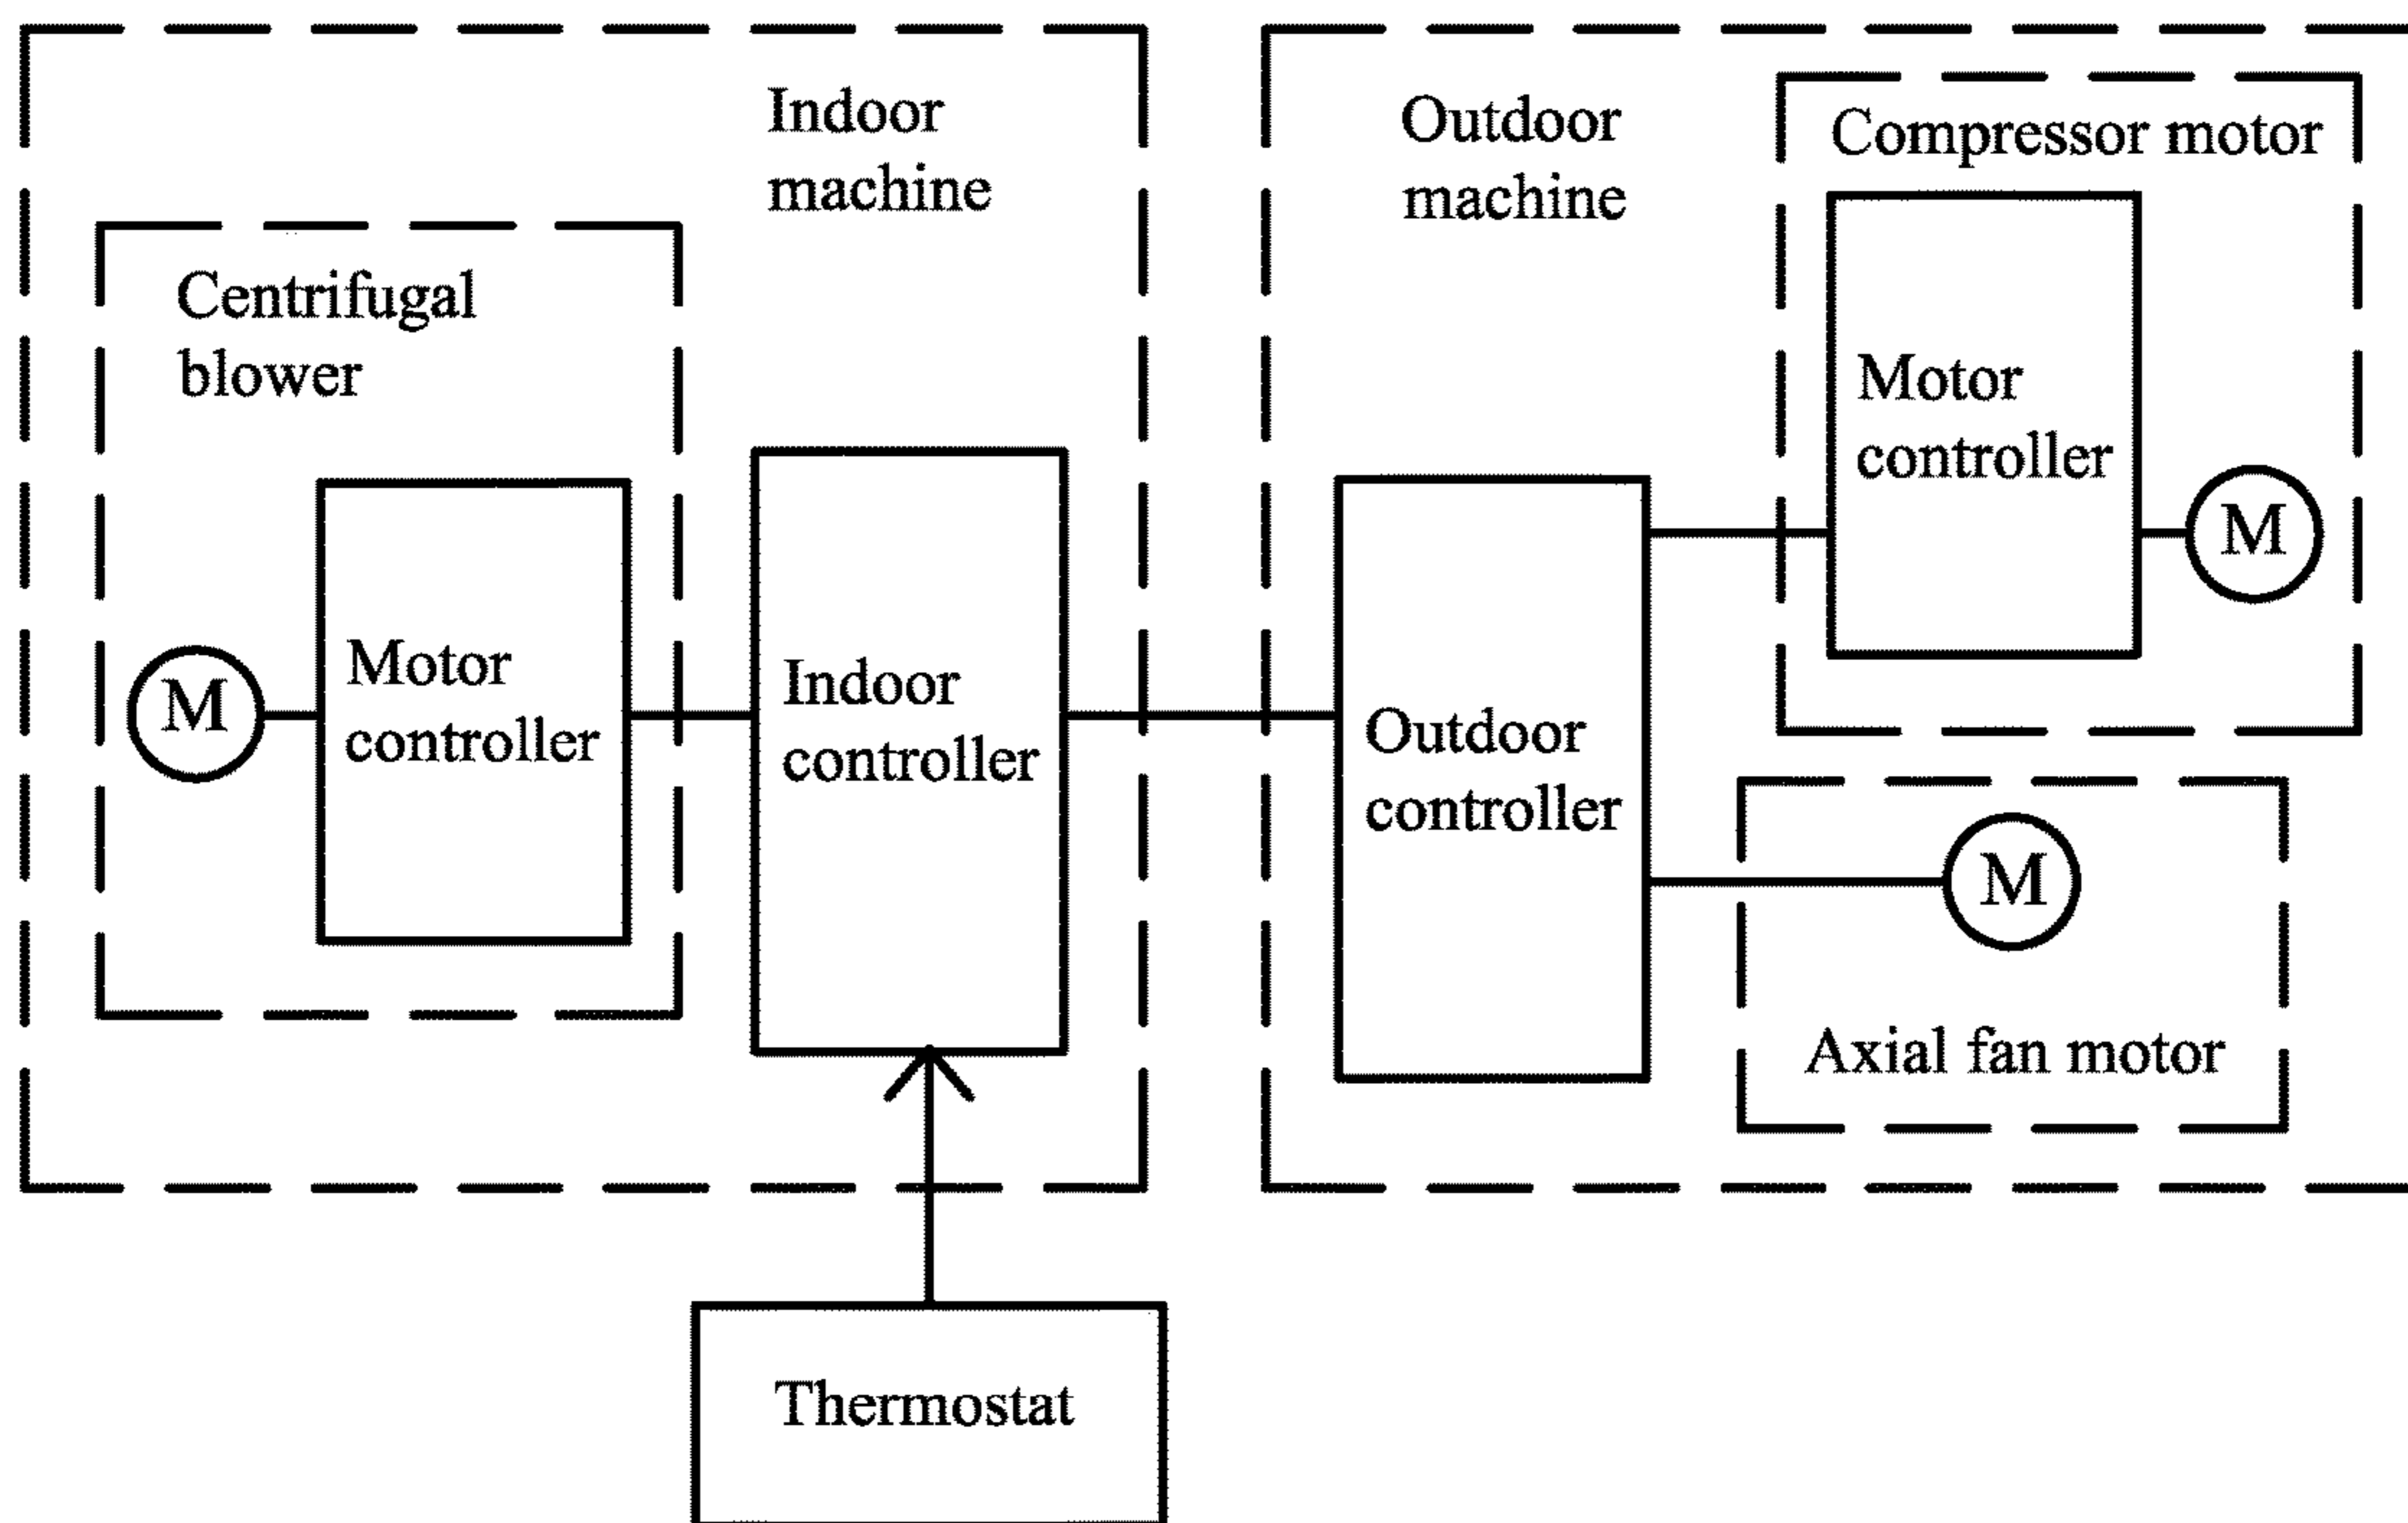 Indoor
machine
Centrifugal
blower
M
Motor
controller
Indoor
controller
Outdoor
machine
Compressor motor
Motor
controller
M
Outdoor
controller
M
Axial fan motor
Thermostat